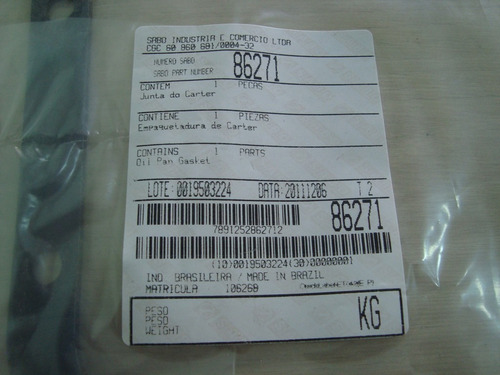 SABO INDUSTRIA E COMERCIO LTDA
CGC 60 860 681/0004-32
NUMERO SABO
SABO PART NUMBER 86271
CONTEM 1 PECAS
Junta do Carter
CONTIENE 1 PIEZAS
Empaquetadura de Carter
CONTAINS 1 PARTS
Oil Pan Gasket
LOTE:0019503224 DATA:20111206 T 2
86271
7891252862712
(10)0019503224(30)00000001
IND BRASILEIRA / MADE IN BRAZIL
MATRICULA 106268
PESO
PESO
WEIGHT
KG